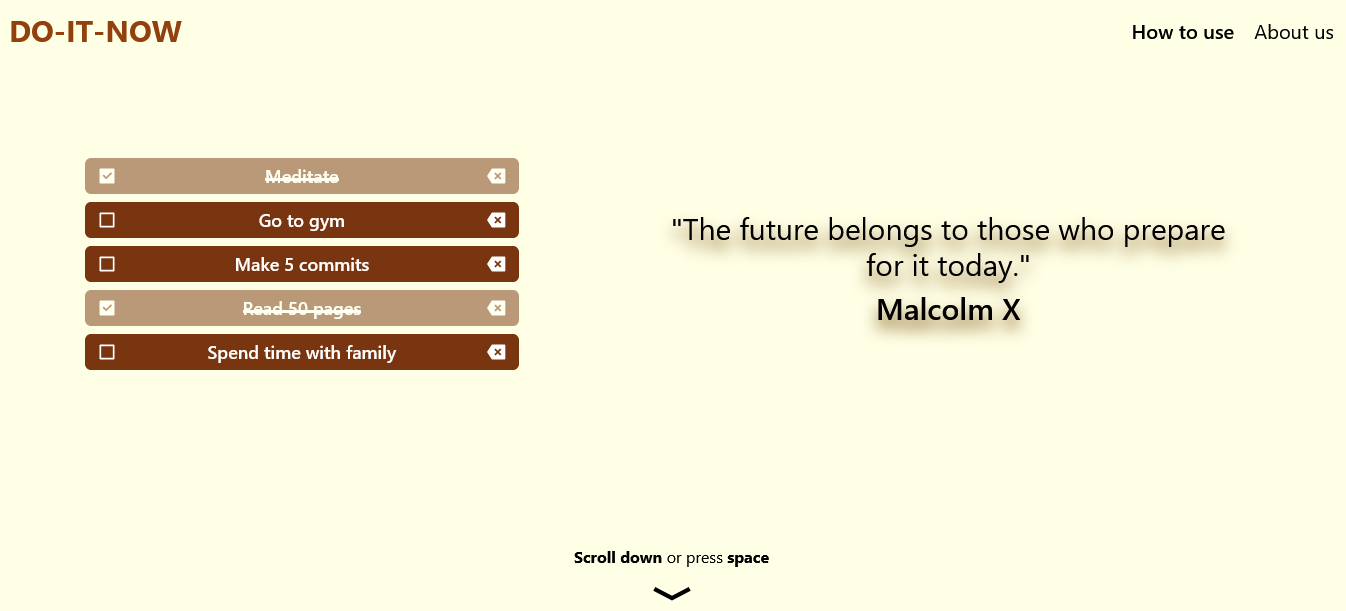 DO-IT-NOW
How to use About us
Meditate
Go to gym
Make 5 commits
Read 50 pages
Spend time with family
"The future belongs to those who prepare
for it today."
Malcolm X
Scroll down or press space